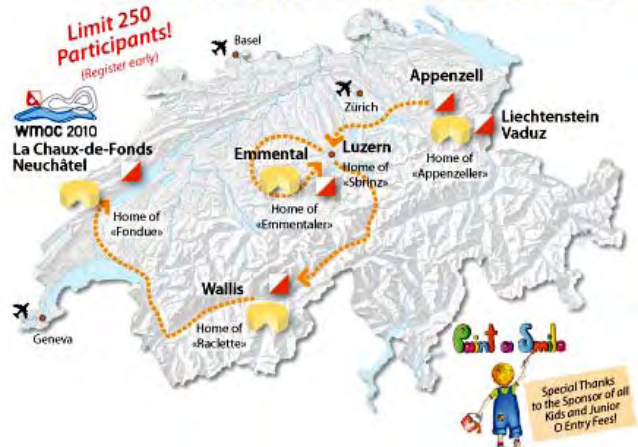 Limit 250
Participants!
(Register early)
Basel
Zürich
Appenzell
Liechtenstein
Vaduz
Home of
«Appenzeller»
WMOC 2010
La Chaux-de-Fonds
Neuchâtel
Home of
«Fondue»
Emmental
Home of
«Emmentaler»
Luzern
Home of
«Sbrinz»
Wallis
Home of
«Raclette»
Geneva
Paint a Smile
Special Thanks
to the Sponsor of all
Kids and Junior
O Entry Fees!